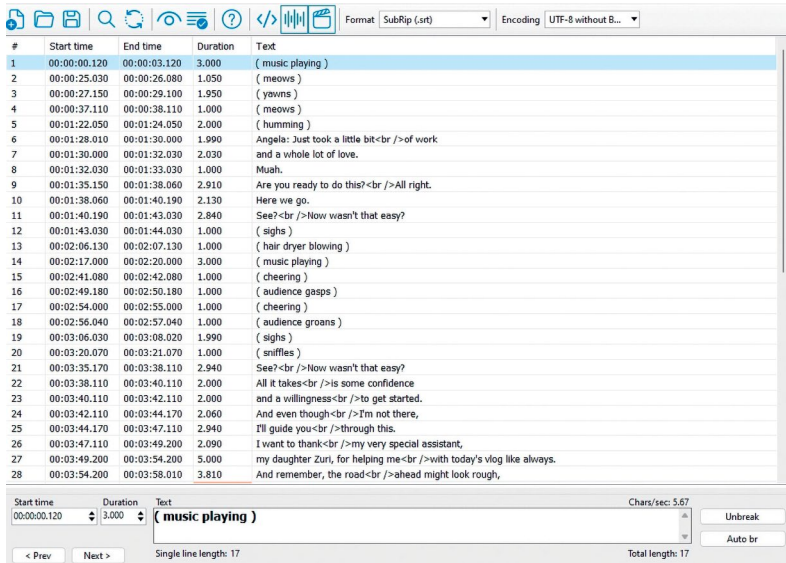 Format SubRip (.srt) Encoding UTF-8 without B...
# Start time End time Duration Text
1 00:00:00.120 00:00:03.120 3.000 ( music playing )
2 00:00:25.030 00:00:26.080 1.050 ( meows )
3 00:00:27.150 00:00:29.100 1.950 ( yawns )
4 00:00:37.110 00:00:38.110 1.000 ( meows )
5 00:01:22.050 00:01:24.050 2.000 ( humming )
6 00:01:28.010 00:01:30.000 1.990 Angela: Just took a little bit<br />of work
7 00:01:30.000 00:01:32.030 2.030 and a whole lot of love.
8 00:01:32.030 00:01:33.030 1.000 Muah.
9 00:01:35.150 00:01:38.060 2.910 Are you ready to do this?<br />All right.
10 00:01:38.060 00:01:40.190 2.130 Here we go.
11 00:01:40.190 00:01:43.030 2.840 See?<br />Now wasn't that easy?
12 00:01:43.030 00:01:44.030 1.000 ( sighs )
13 00:02:06.130 00:02:07.130 1.000 ( hair dryer blowing )
14 00:02:17.000 00:02:20.000 3.000 ( music playing )
15 00:02:41.080 00:02:42.080 1.000 ( cheering )
16 00:02:49.180 00:02:50.180 1.000 ( audience gasps )
17 00:02:54.000 00:02:55.000 1.000 ( cheering )
18 00:02:56.040 00:02:57.040 1.000 ( audience groans )
19 00:03:06.030 00:03:08.020 1.990 ( sighs )
20 00:03:20.070 00:03:21.070 1.000 ( sniffles )
21 00:03:35.170 00:03:38.110 2.940 See?<br />Now wasn't that easy?
22 00:03:38.110 00:03:40.110 2.000 All it takes<br />is some confidence
23 00:03:40.110 00:03:42.110 2.000 and a willingness<br />to get started.
24 00:03:42.110 00:03:44.170 2.060 And even though<br />I'm not there,
25 00:03:44.170 00:03:47.110 2.940 I'll guide you<br />through this.
26 00:03:47.110 00:03:49.200 2.090 I want to thank<br />my very special assistant,
27 00:03:49.200 00:03:54.200 5.000 my daughter Zuri, for helping me<br />with today's vlog like always.
28 00:03:54.200 00:03:58.010 3.810 And remember, the road<br />ahead might look rough,
Start time Duration Text Chars/sec: 5.67
00:00:00.120 3.000 ( music playing ) Unbreak
Auto br
< Prev Next > Single line length: 17 Total length: 17